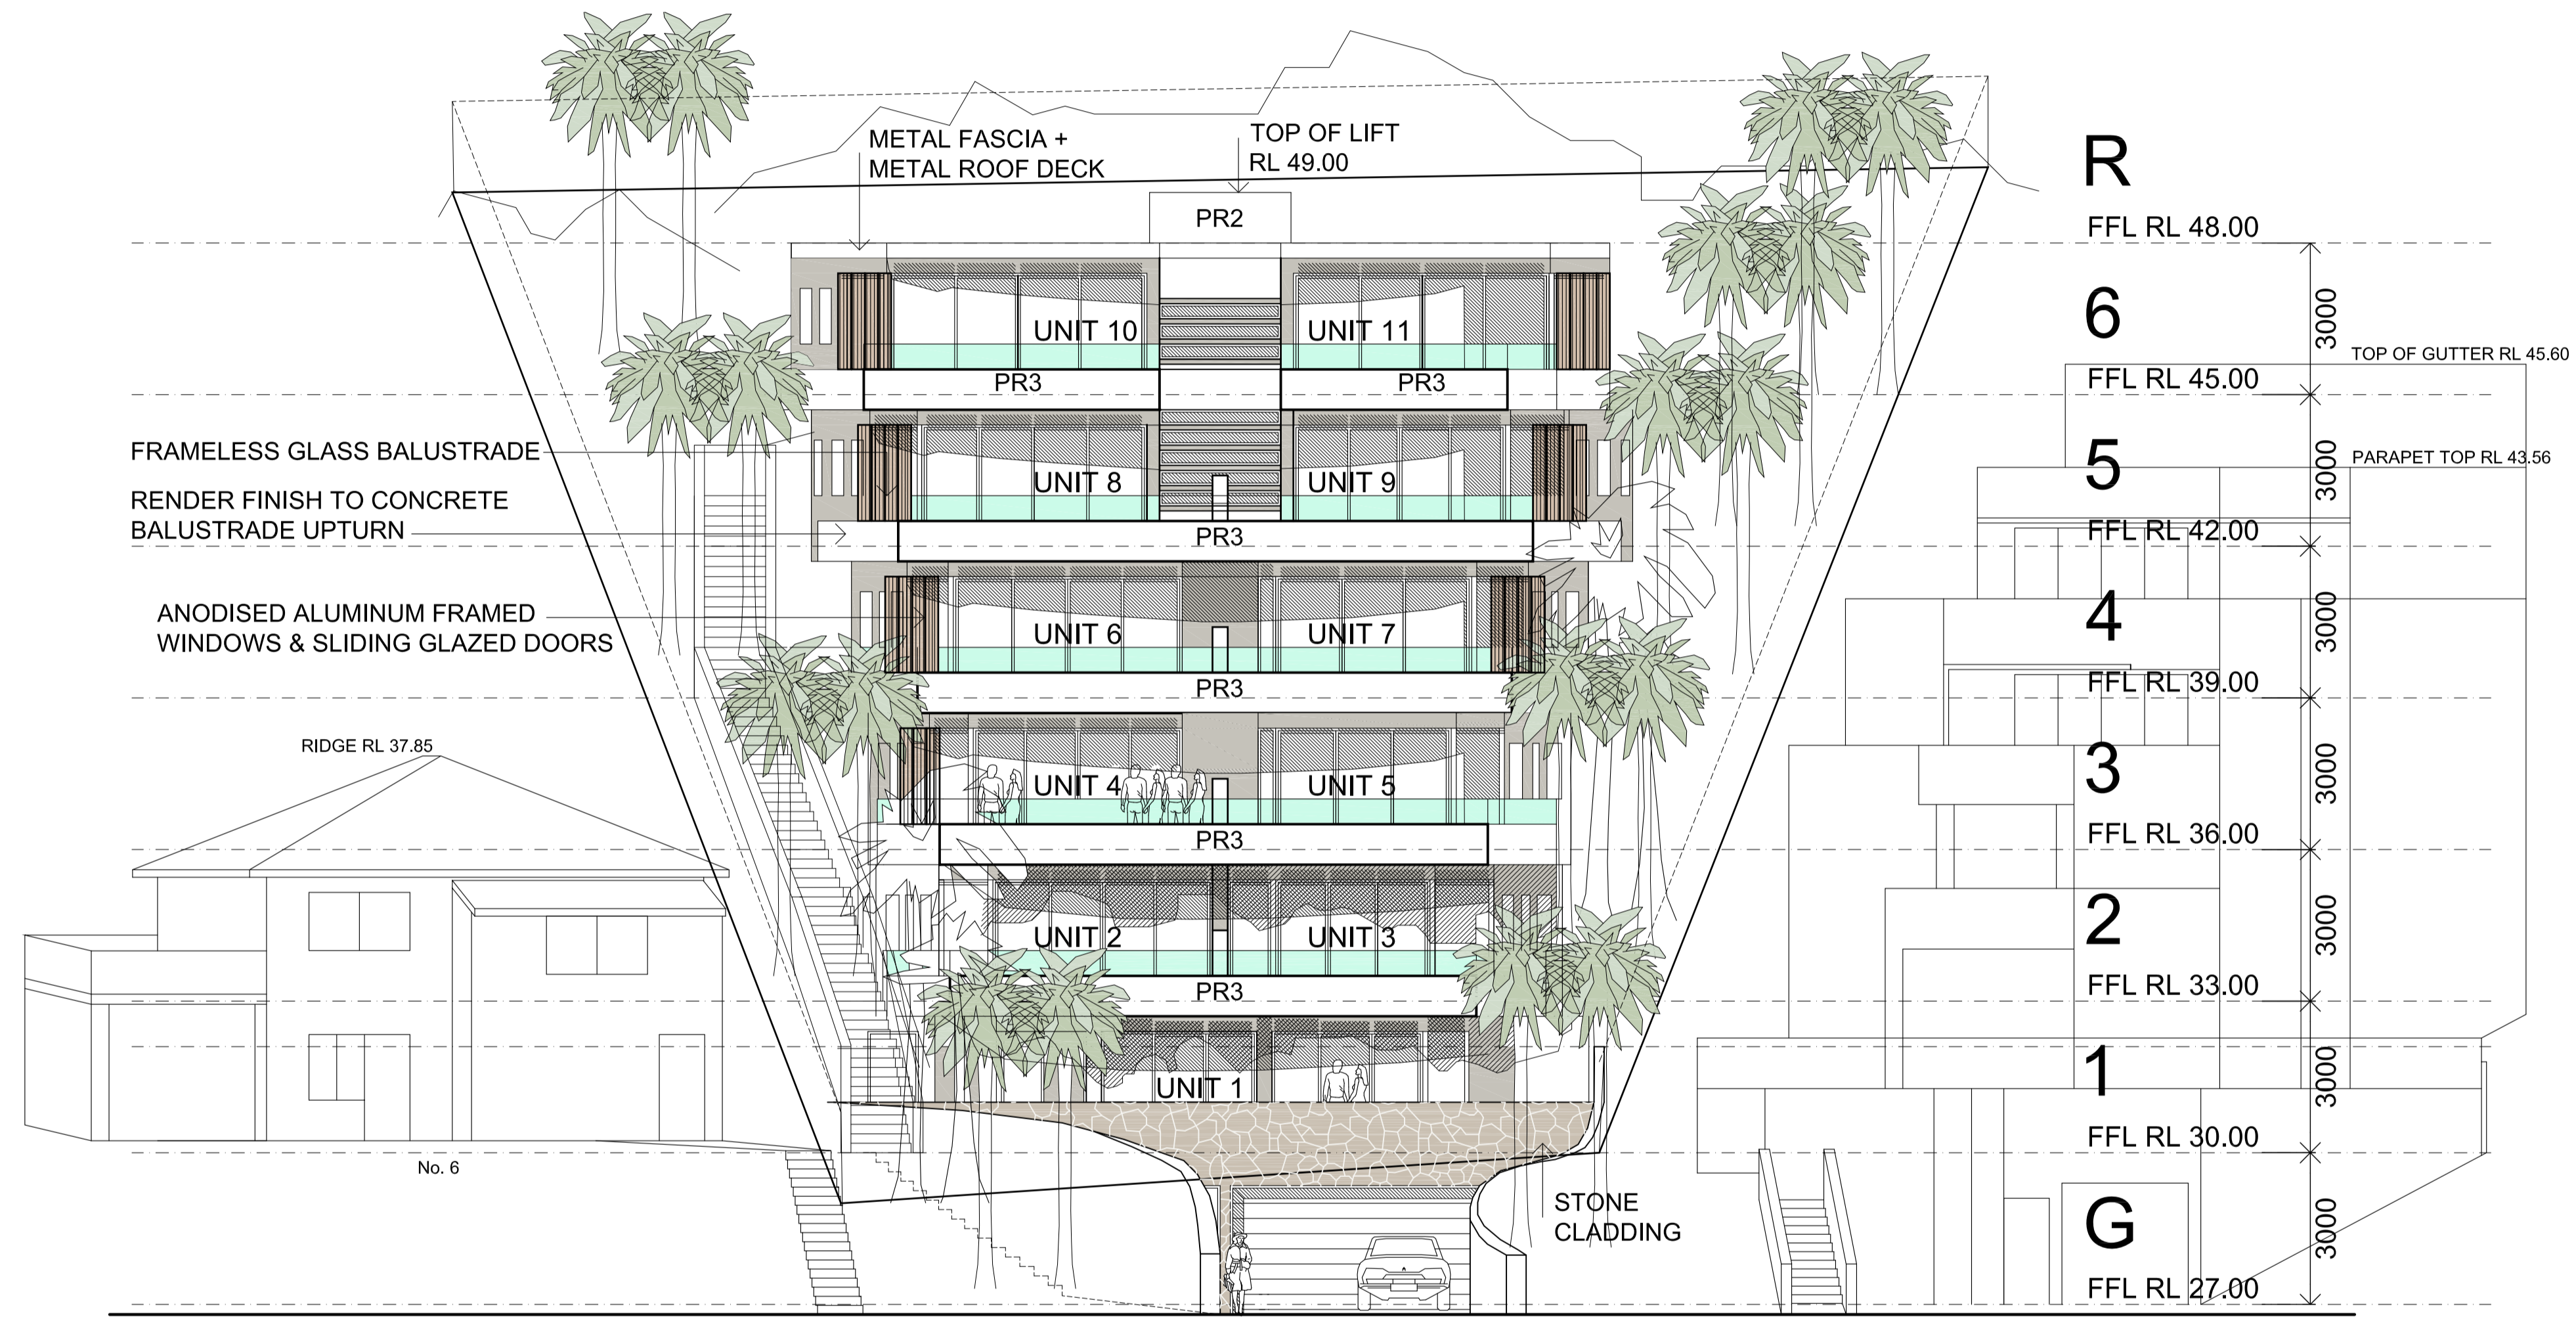 METAL FASCIA +
METAL ROOF DECK
TOP OF LIFT
RL 49.00
R
PR2
FFL RL 48.00
6
3000
UNIT 10
UNIT 11
TOP OF GUTTER RL 45.60
PR3
PR3
FFL RL 45.00
FRAMELESS GLASS BALUSTRADE
5
3000
PARAPET TOP RL 43.56
UNIT 8
UNIT 9
RENDER FINISH TO CONCRETE
BALUSTRADE UPTURN
PR3
FFL RL 42.00
ANODISED ALUMINUM FRAMED
WINDOWS & SLIDING GLAZED DOORS
4
3000
UNIT 6
UNIT 7
PR3
FFL RL 39.00
RIDGE RL 37.85
3
3000
UNIT 4
UNIT 5
PR3
FFL RL 36.00
2
3000
UNIT 2
UNIT 3
PR3
FFL RL 33.00
1
3000
UNIT 1
FFL RL 30.00
No. 6
STONE
CLADDING
G
3000
FFL RL 27.00